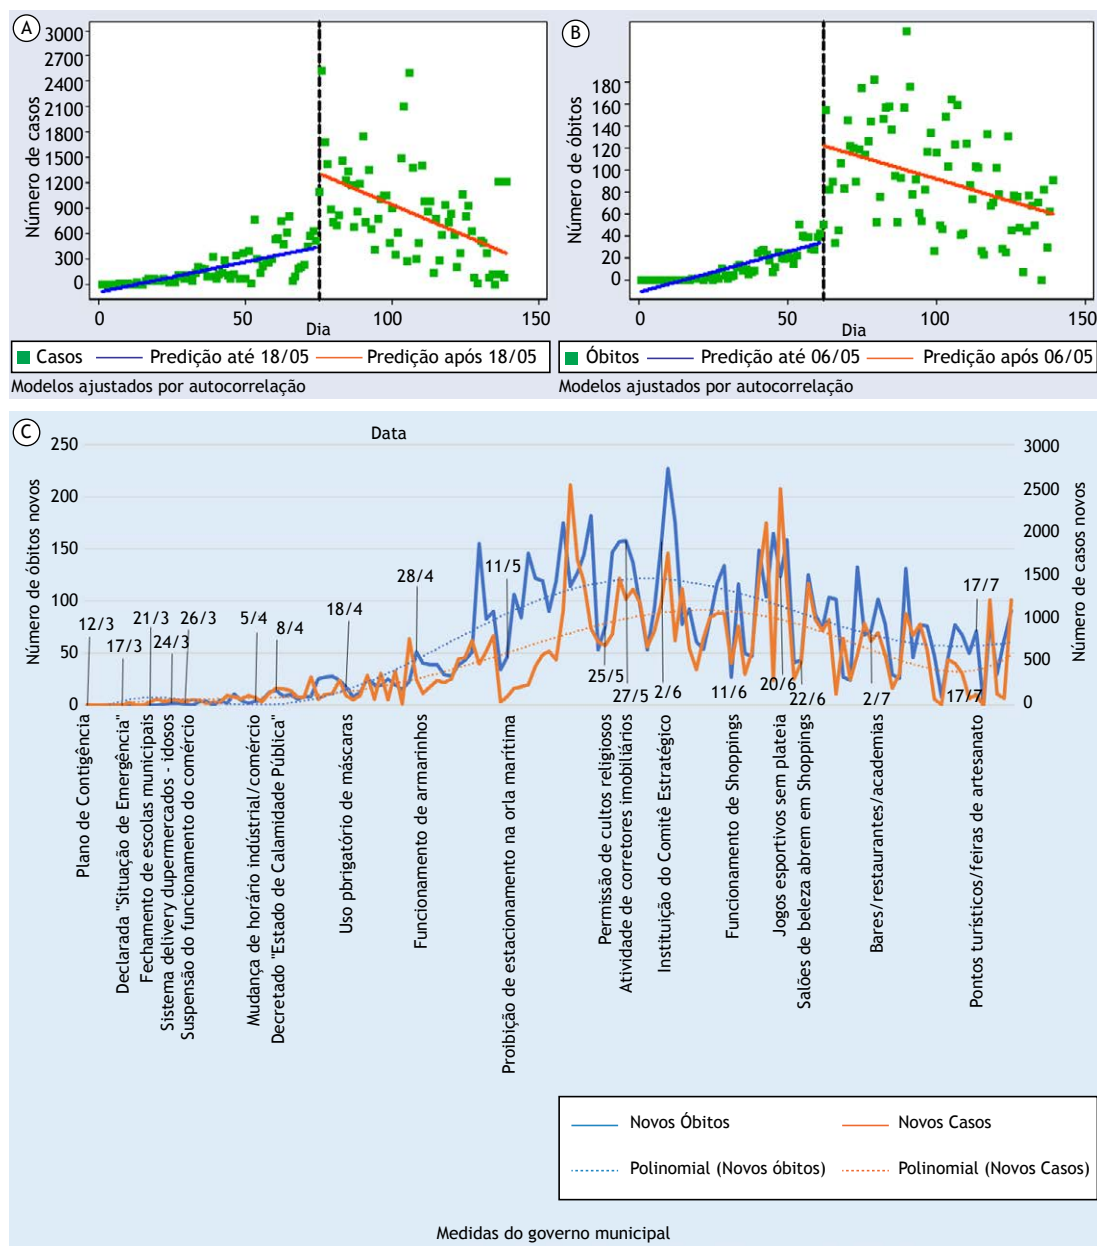 A
3000
2700
2400
2100
1800
1500
1200
900
600
300
0
Número de casos
0
50
100
150
Dia
Casos
Predição até 18/05
Predição após 18/05
Modelos ajustados por autocorrelação
B
180
160
140
120
100
80
60
40
20
0
Número de óbitos
0
50
100
150
Dia
Óbitos
Predição até 06/05
Predição após 06/05
Modelos ajustados por autocorrelação
C
Data
250
200
150
100
50
0
Número de óbitos novos
3000
2500
2000
1500
1000
500
0
Número de casos novos
12/3
17/3
21/3
24/3
26/3
5/4
8/4
18/4
28/4
11/5
25/5
27/5
2/6
11/6
20/6
22/6
2/7
17/7
17/7
Plano de Contigência
Declarada "Situação de Emergência"
Fechamento de escolas municipais
Sistema delivery dupermercados - idosos
Suspensão do funcionamento do comércio
Mudança de horário indústrial/comércio
Decretado "Estado de Calamidade Pública"
Uso pbrigatório de máscaras
Funcionamento de armarinhos
Proibição de estacionamento na orla marítima
Permissão de cultos religiosos
Atividade de corretores imobiliários
Instituição do Comitê Estratégico
Funcionamento de Shoppings
Jogos esportivos sem plateia
Salões de beleza abrem em Shoppings
Bares/restaurantes/academias
Pontos turísticos/feiras de artesanato
Novos Óbitos
Novos Casos
Polinomial (Novos óbitos)
Polinomial (Novos Casos)
Medidas do governo municipal